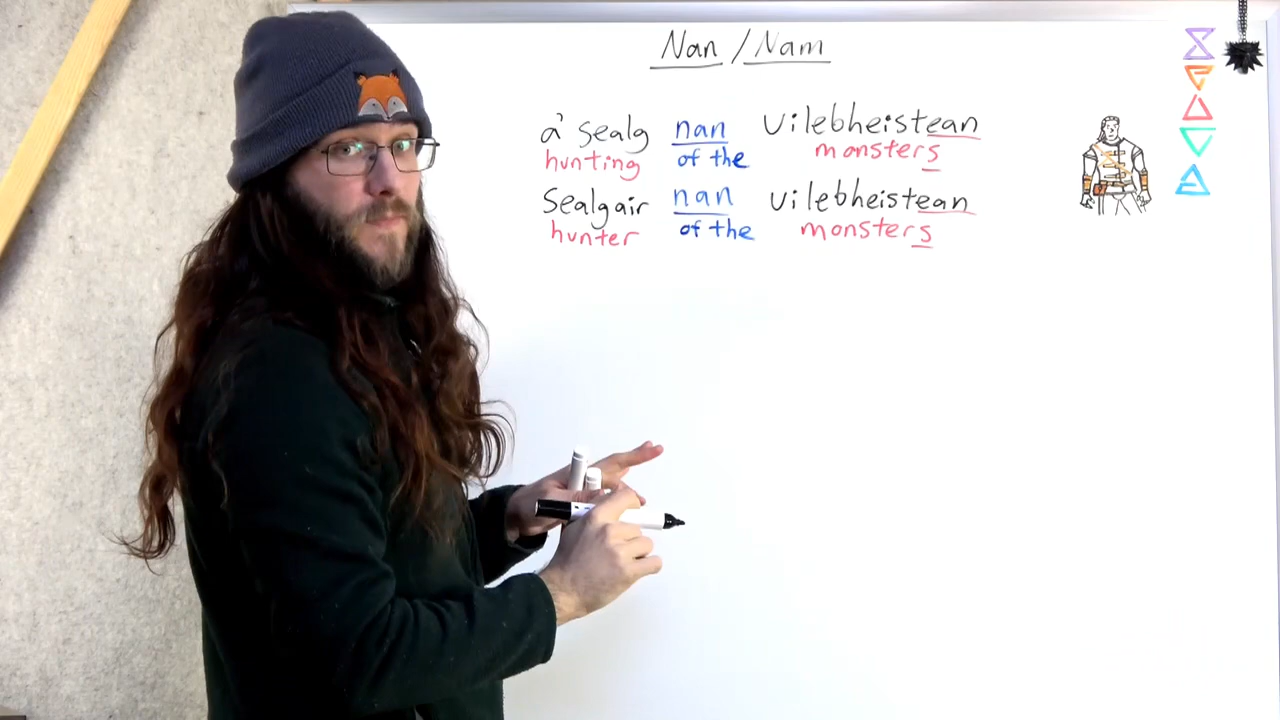 Nan / Nam
a' sealg nan uilebheistean
hunting of the monsters
Sealgair nan uilebheistean
hunter of the monsters